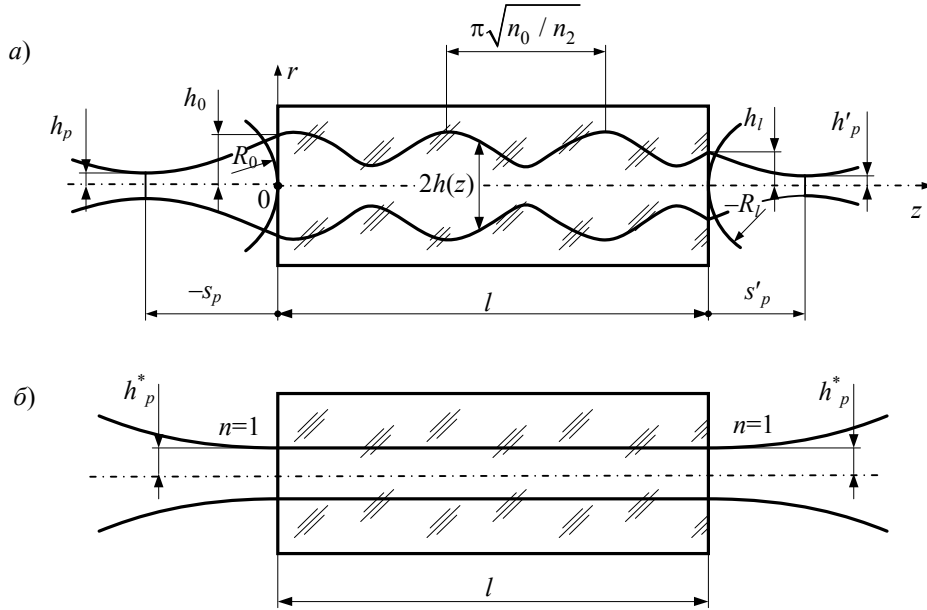 а)
π√n₀ / n₂
r
h₀
hₚ
hₗ
h'ₚ
R₀
0
2h(z)
z
–Rₗ
–sₚ
l
s'ₚ
б)
h*ₚ
h*ₚ
n=1
n=1
l